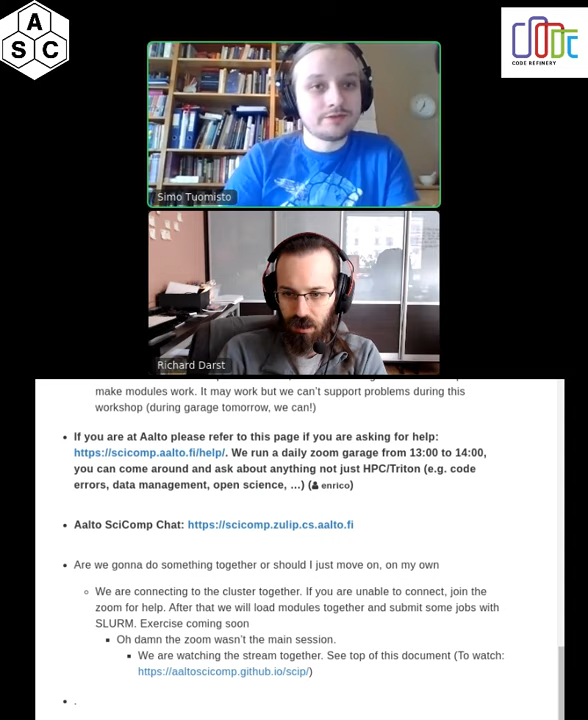 A
S C
CODE REFINERY
Simo Tuomisto
Richard Darst
make modules work. It may work but we can’t support problems during this
workshop (during garage tomorrow, we can!)
If you are at Aalto please refer to this page if you are asking for help:
https://scicomp.aalto.fi/help/. We run a daily zoom garage from 13:00 to 14:00,
you can come around and ask about anything not just HPC/Triton (e.g. code
errors, data management, open science, …) (enrico)
Aalto SciComp Chat: https://scicomp.zulip.cs.aalto.fi
Are we gonna do something together or should I just move on, on my own
We are connecting to the cluster together. If you are unable to connect, join the
zoom for help. After that we will load modules together and submit some jobs with
SLURM. Exercise coming soon
Oh damn the zoom wasn’t the main session.
We are watching the stream together. See top of this document (To watch:
https://aaltoscicomp.github.io/scip/)
.